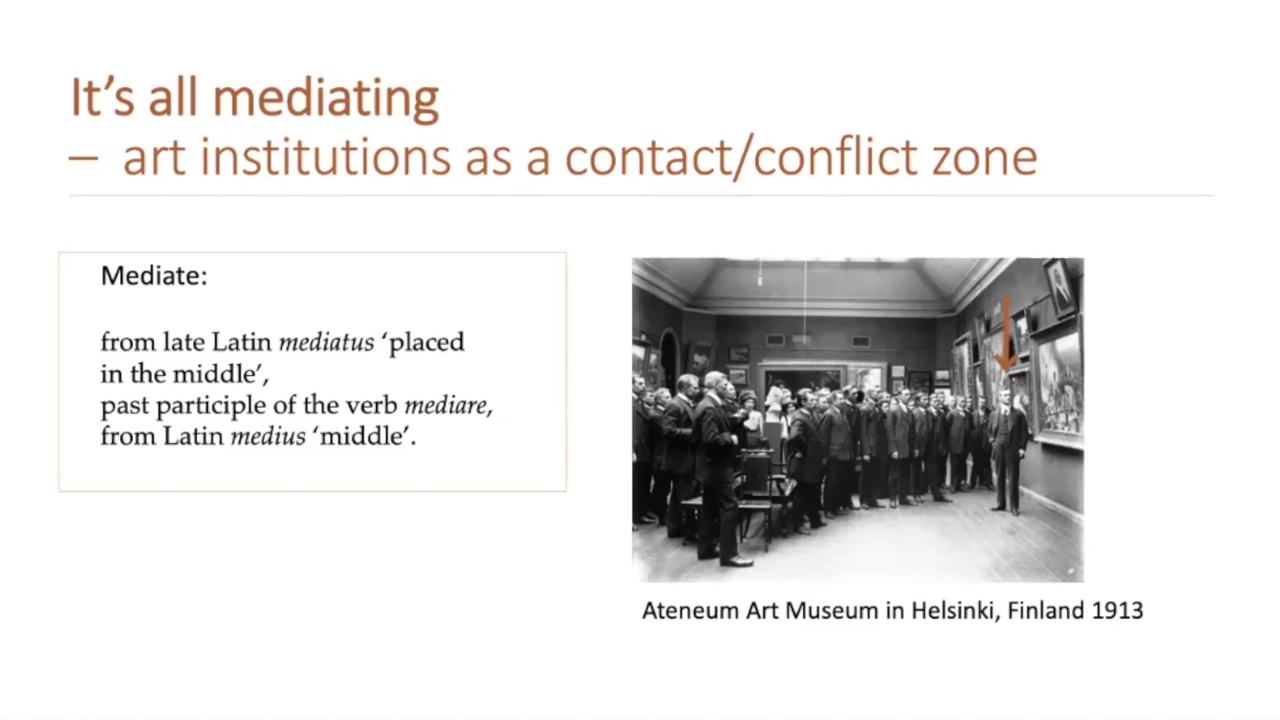 It’s all mediating
– art institutions as a contact/conflict zone
Mediate:
from late Latin mediatus ‘placed
in the middle’,
past participle of the verb mediare,
from Latin medius ‘middle’.
Ateneum Art Museum in Helsinki, Finland 1913